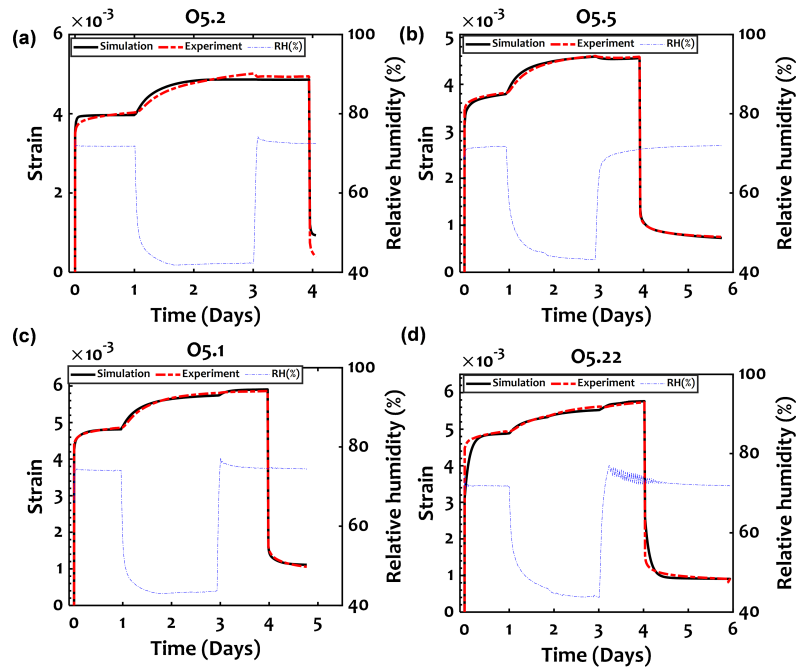 (a)
×10⁻³
O5.2
100
Simulation Experiment RH(%)
6
4
2
0
80
60
40
Strain
Relative humidity (%)
0 1 2 3 4
Time (Days)
(b)
×10⁻³
O5.5
100
Simulation Experiment RH(%)
5
4
3
2
1
0
80
60
40
Strain
Relative humidity (%)
0 1 2 3 4 5 6
Time (Days)
(c)
×10⁻³
O5.1
100
Simulation Experiment RH(%)
6
5
4
3
2
1
0
80
60
40
Strain
Relative humidity (%)
0 1 2 3 4 5
Time (Days)
(d)
×10⁻³
O5.22
100
Simulation Experiment RH(%)
6
5
4
3
2
1
0
80
60
40
Strain
Relative humidity (%)
0 1 2 3 4 5 6
Time (Days)